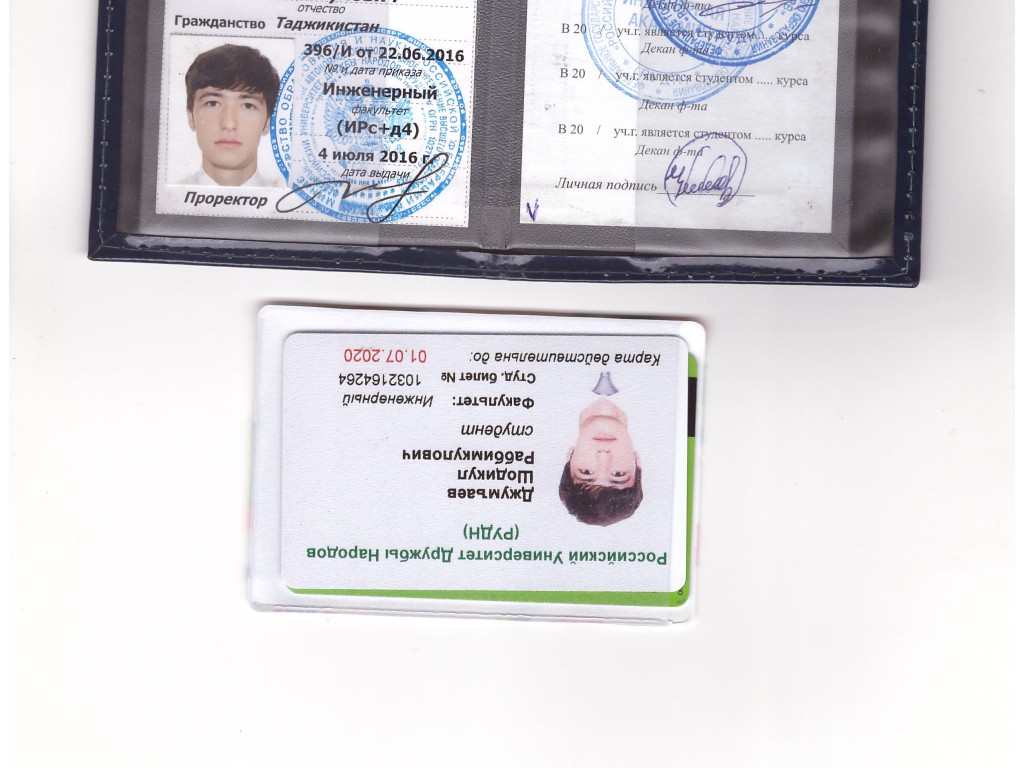 отчество
Гражданство Таджикистан
396/И от 22.06.2016
№ и дата приказа
Инженерный
факультет
(ИРс+д4)
4 июля 2016 г.
дата выдачи
Проректор
Декан ф-та
В 20 уч.г. является студентом ..... курса
Декан ф-та
В 20 / уч.г. является студентом ..... курса
Декан ф-та
В 20 / уч.г. является студентом ..... курса
Декан ф-та
Личная подпись
Российский Университет Дружбы Народов
(РУДН)
Джумъаев
Шодикул
Раббимкулович
студент
Факультет: Инженерный
Студ. билет № 1032164264
Карта действительна до: 01.07.2020